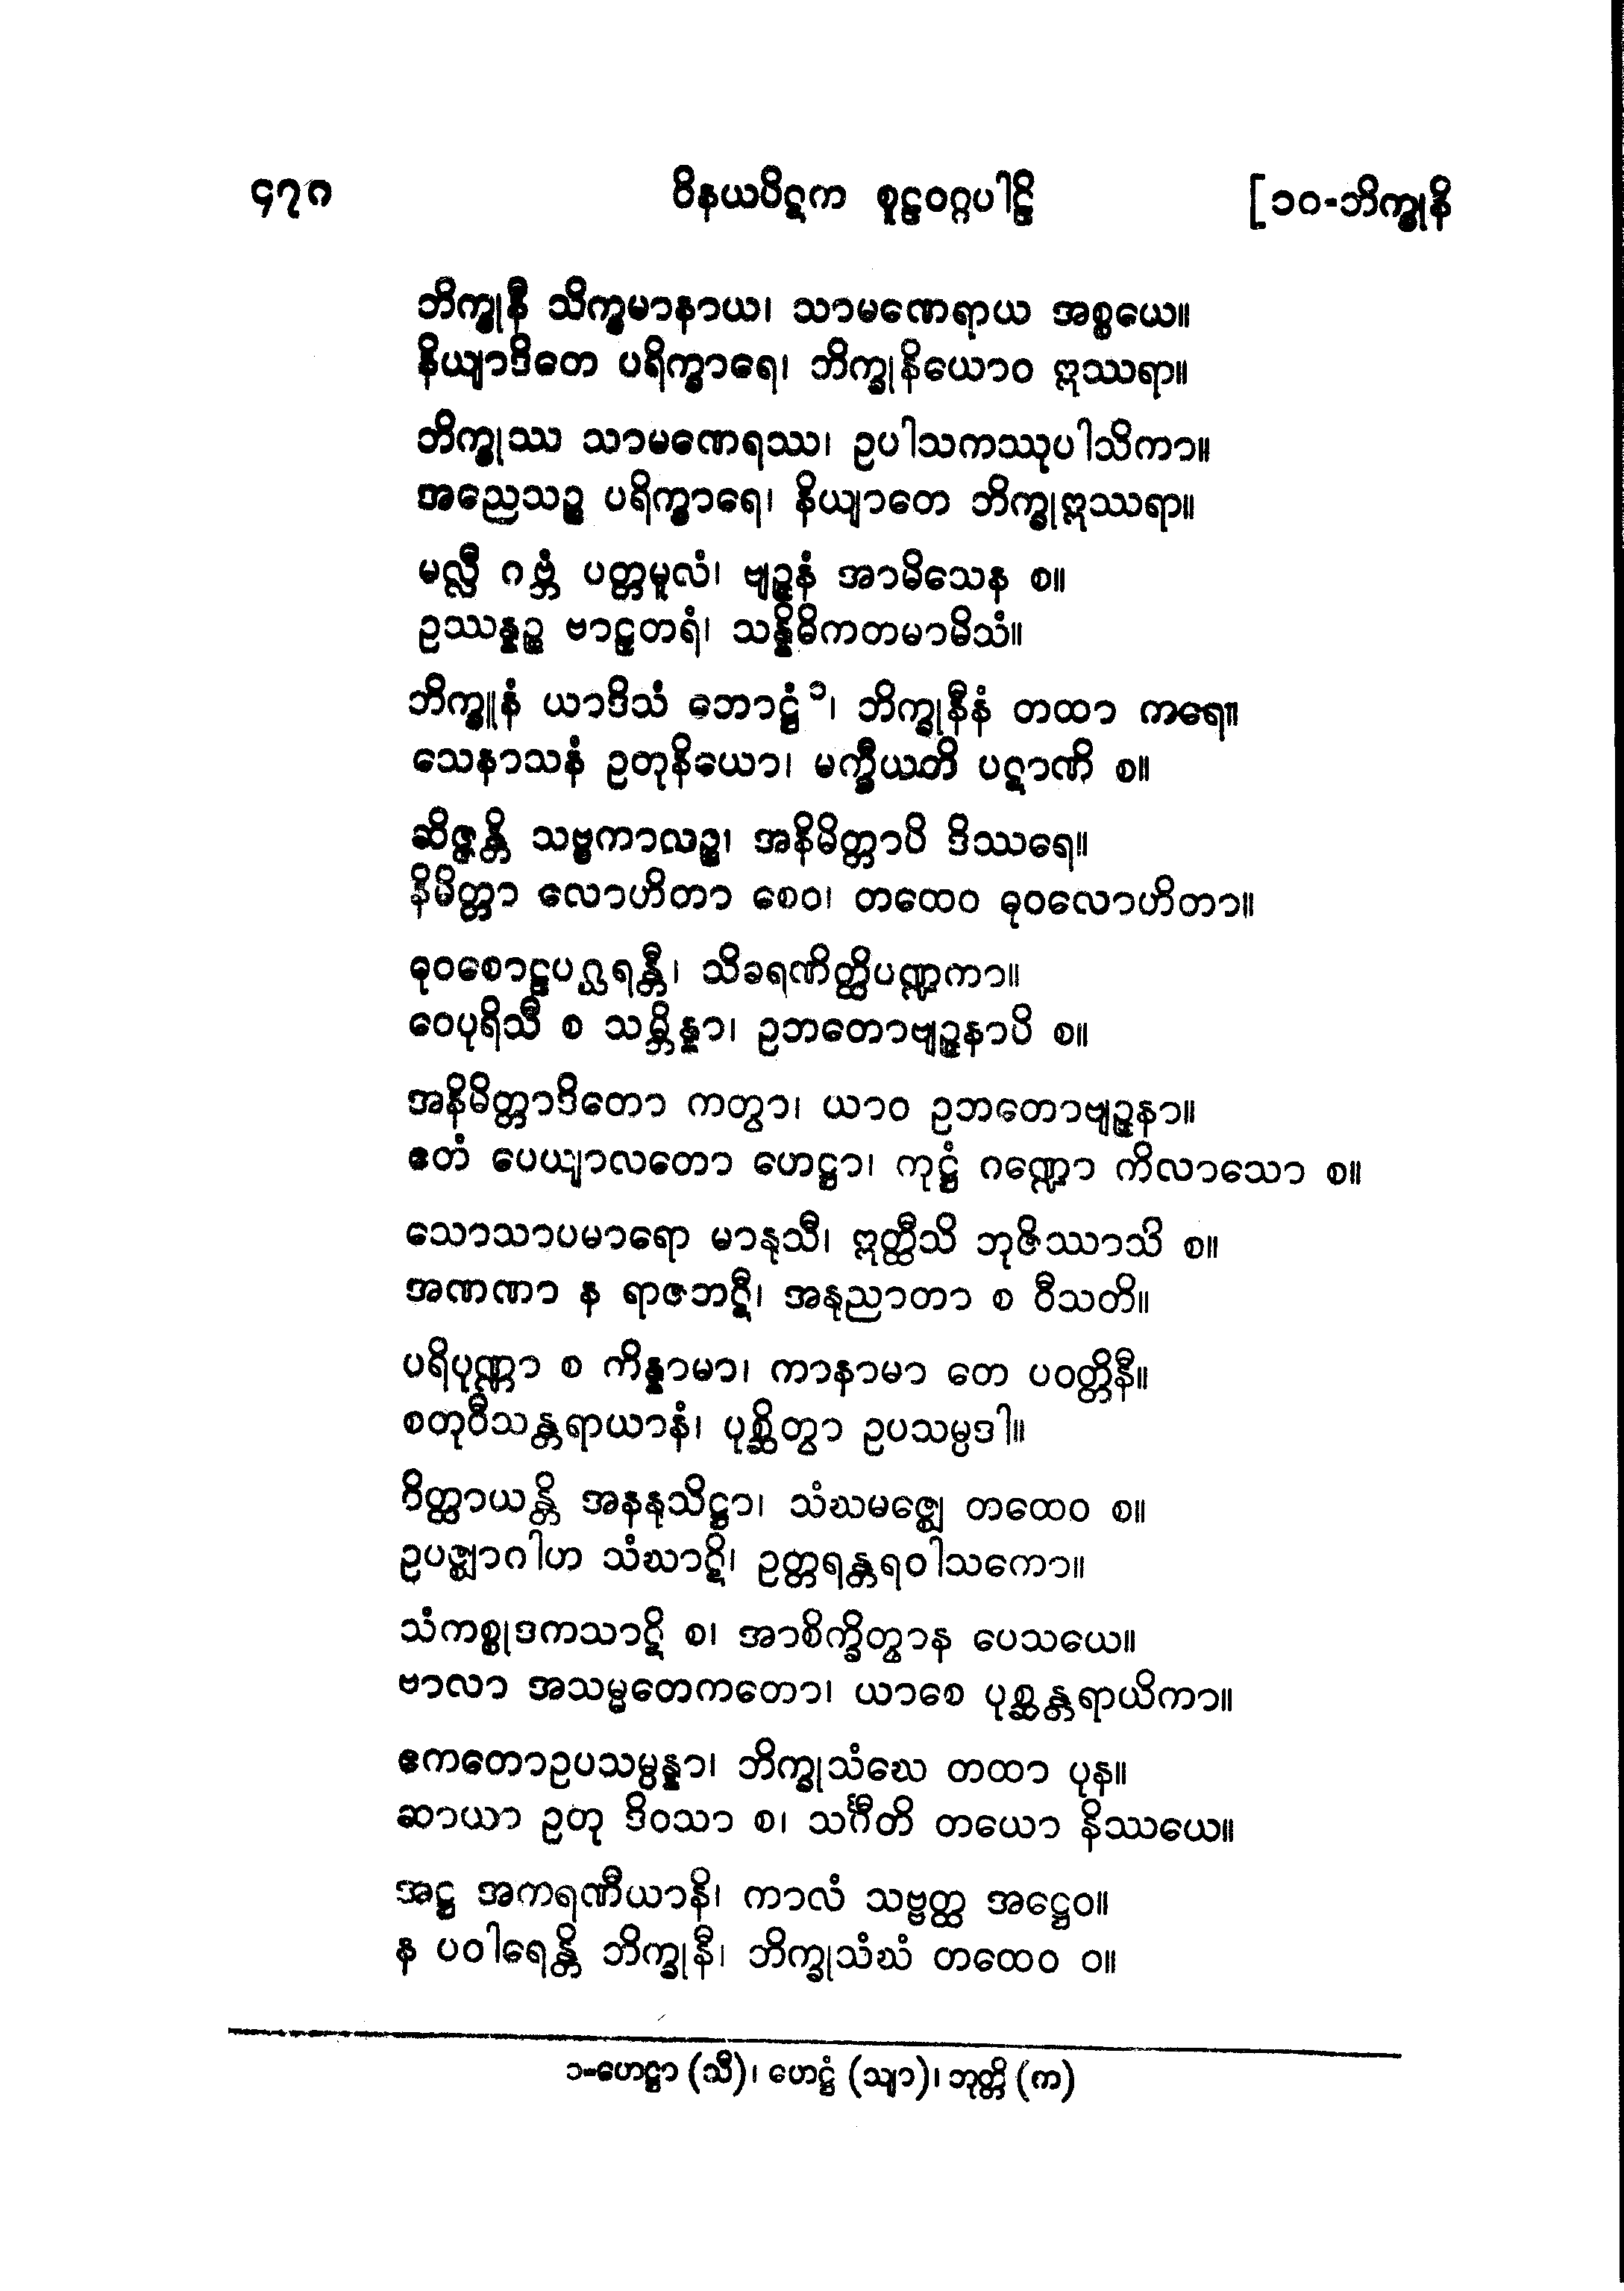 ၄၇၈ ဝိနယပိဋက စူဠဝဂ္ဂပါဠိ [၁၀-ဘိက္ခုနိ
ဘိက္ခုနီ သိက္ခမာနာယ၊ သာမဏေရာယ အစ္စယေ။
နိယျာဒိတေ ပရိက္ခာရေ၊ ဘိက္ခုနိယောဝ ဣဿရာ။
ဘိက္ခုဿ သာမဏေရဿ၊ ဥပါသကဿုပါသိကာ။
အညေသဉ္စ ပရိက္ခာရေ၊ နိယျာတေ ဘိက္ခုဣဿရာ။
မလ္လီ ဂဗ္ဘံ ပတ္တမူလံ၊ ဗျဉ္ဇနံ အာမိသေန စ။
ဥဿန္နဉ္စ ဗာဠှတရံ၊ သန္နိဓိကတမာမိသံ။
ဘိက္ခူနံ ယာဒိသံ ဘောဋ္ဌံ၁၊ ဘိက္ခုနီနံ တထာ ကရေ။
သေနာသနံ ဥတုနိယော၊ မက္ခီယတိ ပဋာဏိ စ။
ဆိဇ္ဇန္တိ သဗ္ဗကာလဉ္စ၊ အနိမိတ္တာပိ ဒိဿရေ။
နိမိတ္တာ လောဟိတာ စေဝ၊ တထေဝ ဓုဝလောဟိတာ။
ဓုဝစောဠပဂ္ဃရန္တီ၊ သိခရဏိတ္ထိပဏ္ဍကာ။
ဝေပုရိသီ စ သမ္ဘိန္နာ၊ ဥဘတောဗျဉ္ဇနာပိ စ။
အနိမိတ္တာဒိတော ကတွာ၊ ယာဝ ဥဘတောဗျဉ္ဇနာ။
ဧတံ ပေယျာလတော ဟေဋ္ဌာ၊ ကုဋ္ဌံ ဂဏ္ဍော ကိလာသော စ။
သောသာပမာရော မာနုသီ၊ ဣတ္ထီသိ ဘုဇိဿာသိ စ။
အဏဏာ န ရာဇဘဋီ၊ အနုညာတာ စ ဝီသတိ။
ပရိပုဏ္ဏာ စ ကိန္နာမာ၊ ကာနာမာ တေ ပဝတ္တိနီ။
စတုဝီသန္တရာယာနံ၊ ပုစ္ဆိတွာ ဥပသမ္ပဒါ။
ဝိတ္ထာယန္တိ အနနုသိဋ္ဌာ၊ သံဃမဇ္ဈေ တထေဝ စ။
ဥပဇ္ဈာဂါဟ သံဃာဋိ၊ ဥတ္တရန္တရဝါသကော။
သံကစ္စုဒကသာဋိ စ၊ အာစိက္ခိတွာန ပေသယေ။
ဗာလာ အသမ္မတေကတော၊ ယာစေ ပုစ္ဆန္တရာယိကာ။
ဧကတောဥပသမ္ပန္နာ၊ ဘိက္ခုသံဃေ တထာ ပုန။
ဆာယာ ဥတု ဒိဝသာ စ၊ သင်္ဂီတိ တယော နိဿယေ။
အဋ္ဌ အကရဏီယာနိ၊ ကာလံ သဗ္ဗတ္ထ အဋ္ဌေဝ။
န ပဝါရေန္တိ ဘိက္ခုနီ၊ ဘိက္ခုသံဃံ တထေဝ ဝ။
၁-ဟေဋ္ဌာ (သီ)၊ ဟေဋ္ဌံ (သျာ)၊ ဘုတ္တိ (က)